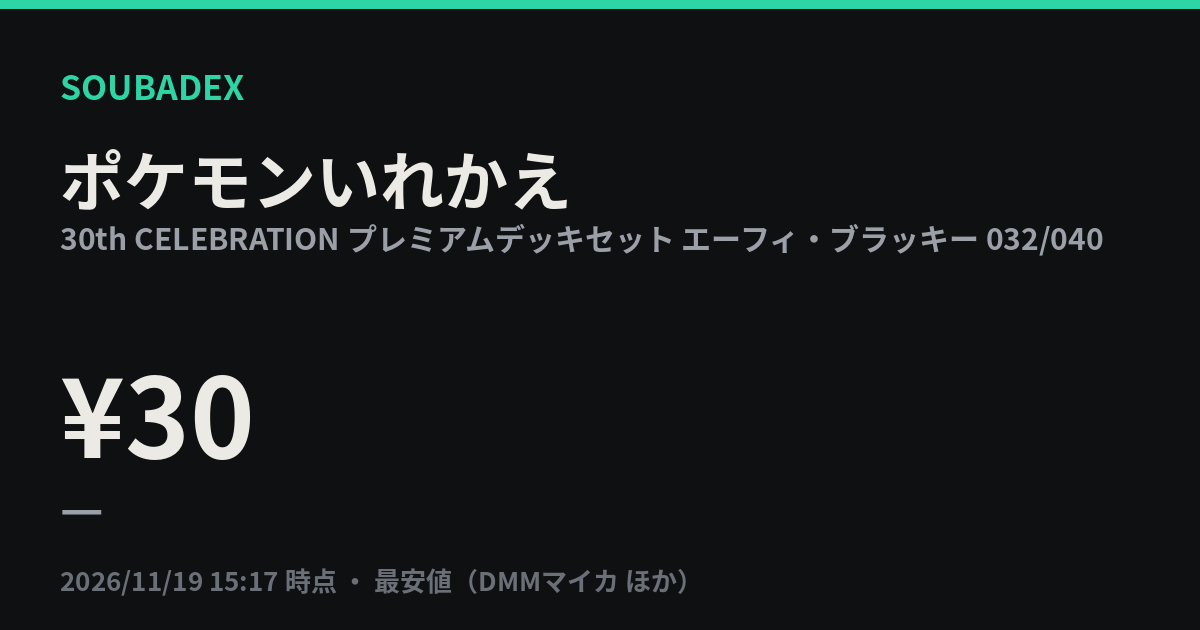 SOUBADEX
ポケモンいれかえ
30th CELEBRATION プレミアムデッキセット エーフィ・ブラッキー 032/040
¥30
—
2026/11/19 15:17 時点 ・ 最安値（DMMマイカ ほか）